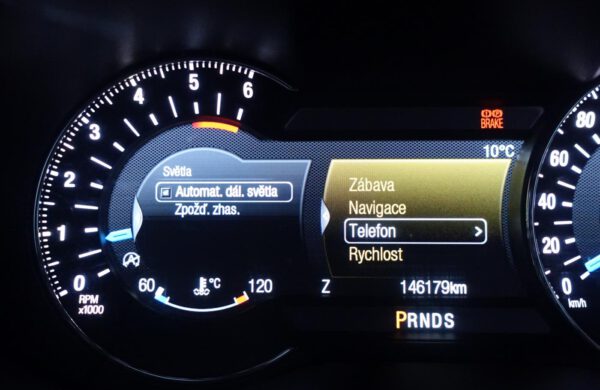 0
1
2
3
4
5
6
RPM
x1000
Světla
Automat. dál. světla
Zpožď. zhas.
60 °C 120
BRAKE
10°C
Zábava
Navigace
Telefon >
Rychlost
Z 146179km
PRNDS
80
60
40
20
0
km/h